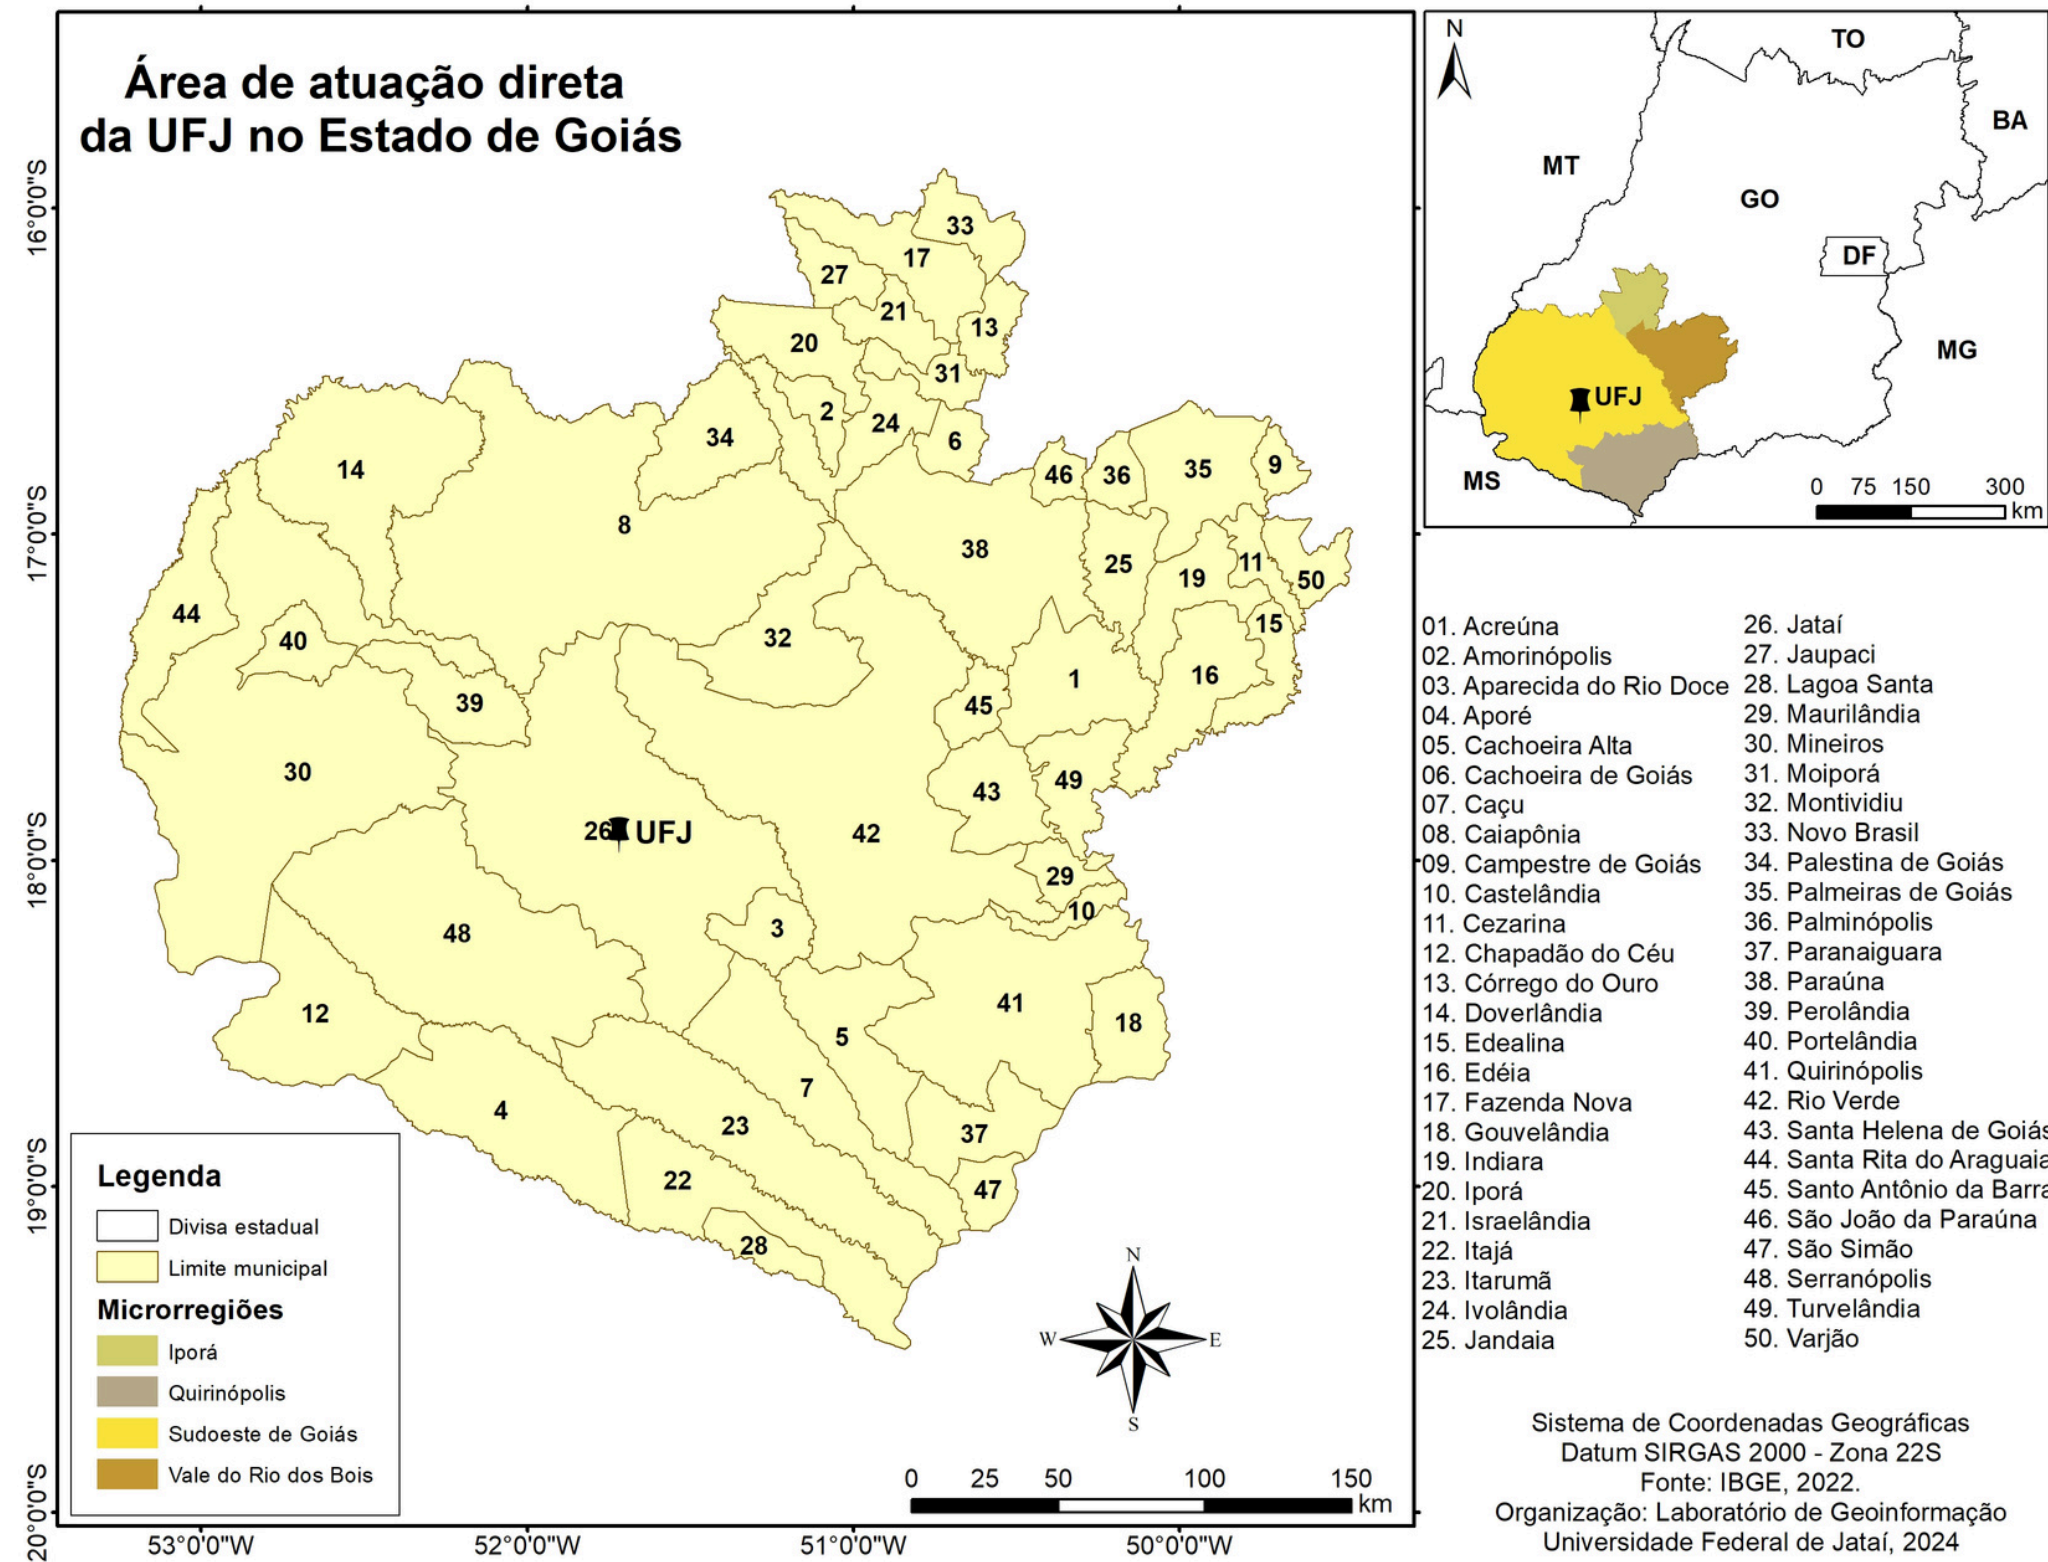 Área de atuação direta
da UFJ no Estado de Goiás
16°0'0"S
17°0'0"S
18°0'0"S
19°0'0"S
20°0'0"S
53°0'0"W
52°0'0"W
51°0'0"W
50°0'0"W
33
17
27
21
13
20
31
2
24
34
6
14
46
36
35
9
8
38
25
19
11
50
44
40
32
15
1
16
39
45
30
43
49
26
UFJ
42
29
10
3
48
12
41
18
5
7
4
23
37
22
47
28
Legenda
Divisa estadual
Limite municipal
Microrregiões
Iporá
Quirinópolis
Sudoeste de Goiás
Vale do Rio dos Bois
N
W
E
S
0 25 50 100 150
km
N
TO
BA
MT
GO
DF
MG
UFJ
MS
0 75 150 300
km
01. Acreúna
02. Amorinópolis
03. Aparecida do Rio Doce
04. Aporé
05. Cachoeira Alta
06. Cachoeira de Goiás
07. Caçu
08. Caiapônia
09. Campestre de Goiás
10. Castelândia
11. Cezarina
12. Chapadão do Céu
13. Córrego do Ouro
14. Doverlândia
15. Edealina
16. Edéia
17. Fazenda Nova
18. Gouvelândia
19. Indiara
20. Iporá
21. Israelândia
22. Itajá
23. Itarumã
24. Ivolândia
25. Jandaia
26. Jataí
27. Jaupaci
28. Lagoa Santa
29. Maurilândia
30. Mineiros
31. Moiporá
32. Montividiu
33. Novo Brasil
34. Palestina de Goiás
35. Palmeiras de Goiás
36. Palminópolis
37. Paranaiguara
38. Paraúna
39. Perolândia
40. Portelândia
41. Quirinópolis
42. Rio Verde
43. Santa Helena de Goiás
44. Santa Rita do Araguaia
45. Santo Antônio da Barra
46. São João da Paraúna
47. São Simão
48. Serranópolis
49. Turvelândia
50. Varjão
Sistema de Coordenadas Geográficas
Datum SIRGAS 2000 - Zona 22S
Fonte: IBGE, 2022.
Organização: Laboratório de Geoinformação
Universidade Federal de Jataí, 2024